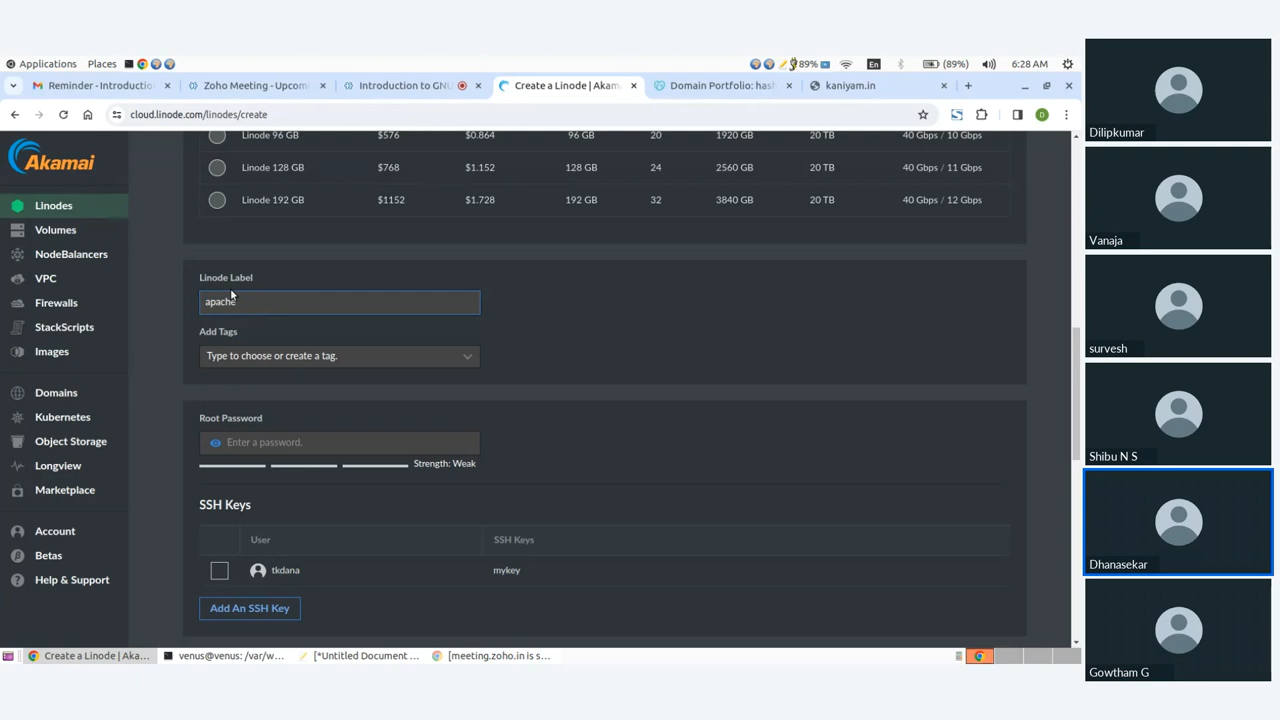 Applications Places 89% En (89%) 6:28 AM
Reminder - Introductio Zoho Meeting - Upcom Introduction to GNU Create a Linode | Akam Domain Portfolio: hash kaniyam.in
cloud.linode.com/linodes/create D
Akamai
Linodes
Volumes
NodeBalancers
VPC
Firewalls
StackScripts
Images
Domains
Kubernetes
Object Storage
Longview
Marketplace
Account
Betas
Help & Support
Linode 96 GB $576 $0.864 96 GB 20 1920 GB 20 TB 40 Gbps / 10 Gbps
Linode 128 GB $768 $1.152 128 GB 24 2560 GB 20 TB 40 Gbps / 11 Gbps
Linode 192 GB $1152 $1.728 192 GB 32 3840 GB 20 TB 40 Gbps / 12 Gbps
Linode Label
apache
Add Tags
Type to choose or create a tag.
Root Password
Enter a password.
Strength: Weak
SSH Keys
User SSH Keys
tkdana mykey
Add An SSH Key
Create a Linode | Aka... venus@venus: /var/w... [*Untitled Document ... [meeting.zoho.in is s...
Dilipkumar
Vanaja
survesh
Shibu N S
Dhanasekar
Gowtham G